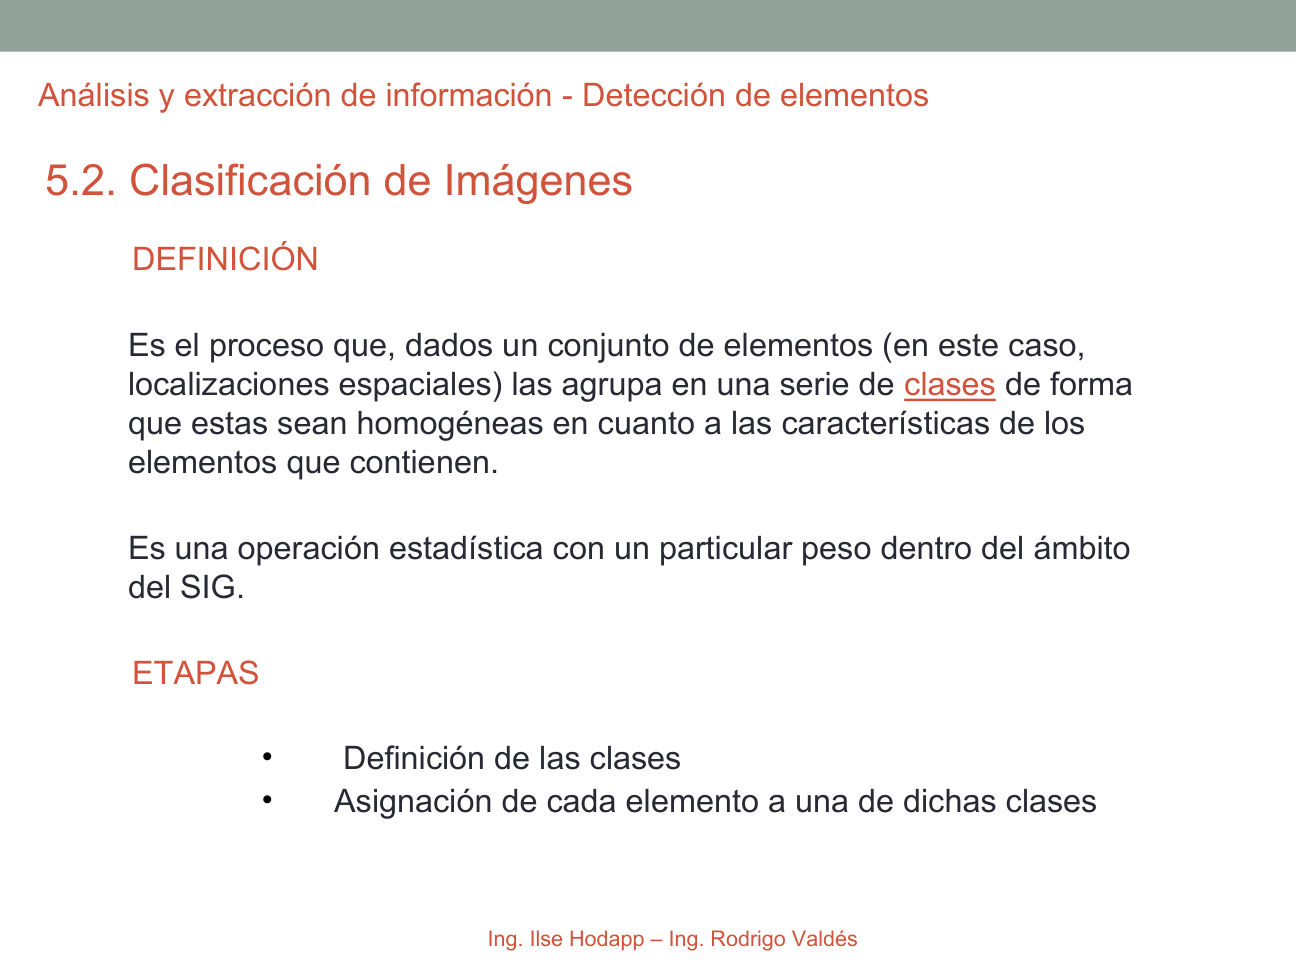 Análisis y extracción de información - Detección de elementos
5.2. Clasificación de Imágenes
DEFINICIÓN
Es el proceso que, dados un conjunto de elementos (en este caso,
localizaciones espaciales) las agrupa en una serie de clases de forma
que estas sean homogéneas en cuanto a las características de los
elementos que contienen.
Es una operación estadística con un particular peso dentro del ámbito
del SIG.
ETAPAS
• Definición de las clases
• Asignación de cada elemento a una de dichas clases
Ing. Ilse Hodapp – Ing. Rodrigo Valdés